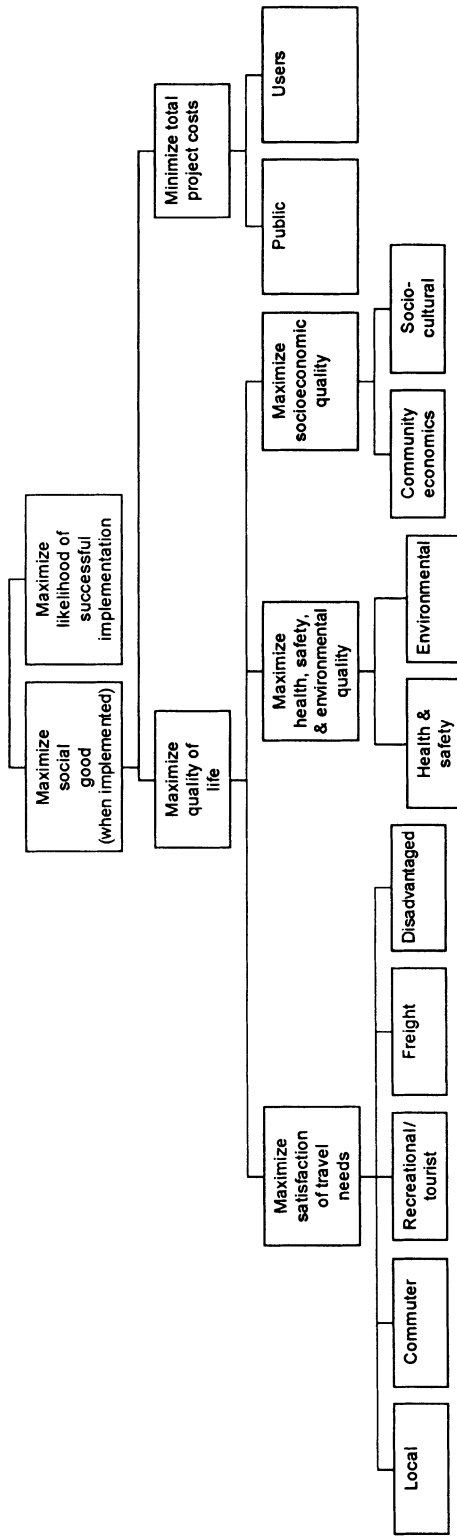 Maximize
social
good
(when implemented)
Maximize
likelihood of
successful
implementation
Maximize
quality of
life
Minimize total
project costs
Maximize
satisfaction
of travel
needs
Maximize
health, safety,
& environmental
quality
Maximize
socioeconomic
quality
Public
Users
Local
Commuter
Recreational/
tourist
Freight
Disadvantaged
Health &
safety
Environmental
Community
economics
Socio-
cultural